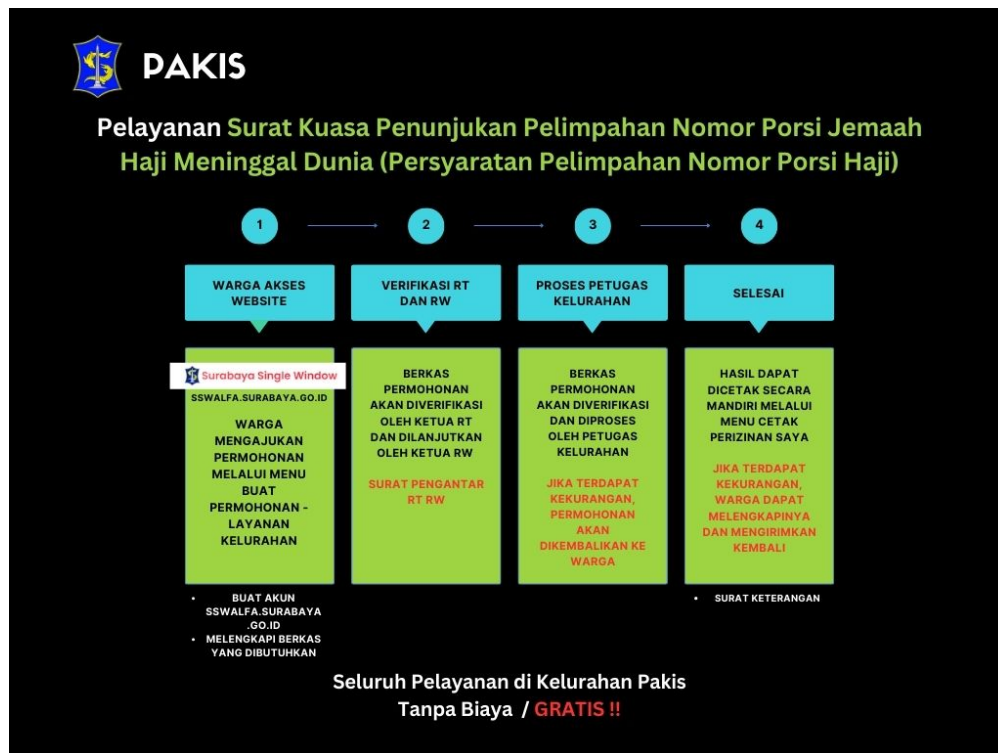 PAKIS
Pelayanan Surat Kuasa Penunjukan Pelimpahan Nomor Porsi Jemaah
Haji Meninggal Dunia (Persyaratan Pelimpahan Nomor Porsi Haji)
1
2
3
4
WARGA AKSES
WEBSITE
VERIFIKASI RT
DAN RW
PROSES PETUGAS
KELURAHAN
SELESAI
Surabaya Single Window
SSWALFA.SURABAYA.GO.ID
WARGA
MENGAJUKAN
PERMOHONAN
MELALUI MENU
BUAT
PERMOHONAN -
LAYANAN
KELURAHAN
BERKAS
PERMOHONAN
AKAN DIVERIFIKASI
OLEH KETUA RT
DAN DILANJUTKAN
OLEH KETUA RW
SURAT PENGANTAR
RT RW
BERKAS
PERMOHONAN
AKAN DIVERIFIKASI
DAN DIPROSES
OLEH PETUGAS
KELURAHAN
JIKA TERDAPAT
KEKURANGAN,
PERMOHONAN
AKAN
DIKEMBALIKAN KE
WARGA
HASIL DAPAT
DICETAK SECARA
MANDIRI MELALUI
MENU CETAK
PERIZINAN SAYA
JIKA TERDAPAT
KEKURANGAN,
WARGA DAPAT
MELENGKAPINYA
DAN MENGIRIMKAN
KEMBALI
• BUAT AKUN
SSWALFA.SURABAYA
.GO.ID
• MELENGKAPI BERKAS
YANG DIBUTUHKAN
• SURAT KETERANGAN
Seluruh Pelayanan di Kelurahan Pakis
Tanpa Biaya / GRATIS !!